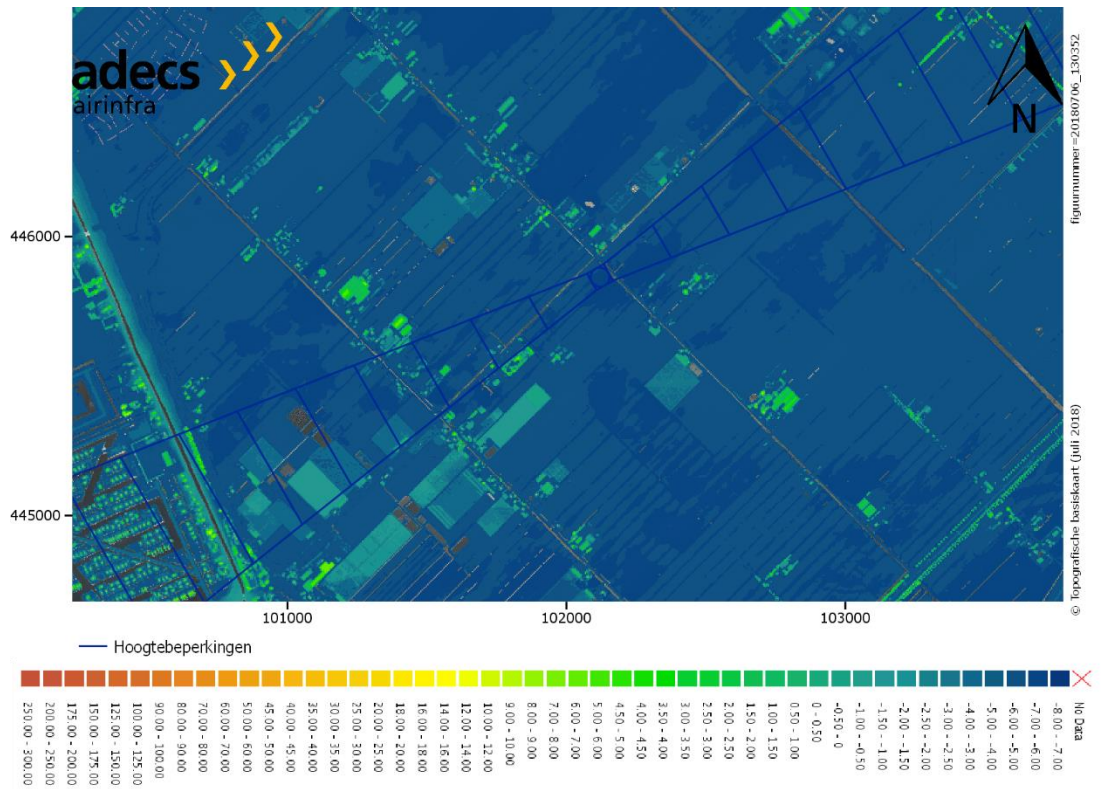 adecs
airinfra
N
figuurnummer=20180706_130352
446000
445000
© Topografische basiskaart (juli 2018)
101000
102000
103000
Hoogtebeperkingen
250.00 - 300.00
200.00 - 250.00
175.00 - 200.00
150.00 - 175.00
125.00 - 150.00
100.00 - 125.00
90.00 - 100.00
80.00 - 90.00
70.00 - 80.00
60.00 - 70.00
50.00 - 60.00
45.00 - 50.00
40.00 - 45.00
35.00 - 40.00
30.00 - 35.00
25.00 - 30.00
20.00 - 25.00
18.00 - 20.00
16.00 - 18.00
14.00 - 16.00
12.00 - 14.00
10.00 - 12.00
9.00 - 10.00
8.00 - 9.00
7.00 - 8.00
6.00 - 7.00
5.00 - 6.00
4.50 - 5.00
4.00 - 4.50
3.50 - 4.00
3.00 - 3.50
2.50 - 3.00
2.00 - 2.50
1.50 - 2.00
1.00 - 1.50
0.50 - 1.00
0 - 0.50
-0.50 - 0
-1.00 - -0.50
-1.50 - -1.00
-2.00 - -1.50
-2.50 - -2.00
-3.00 - -2.50
-4.00 - -3.00
-5.00 - -4.00
-6.00 - -5.00
-7.00 - -6.00
-8.00 - -7.00
No Data